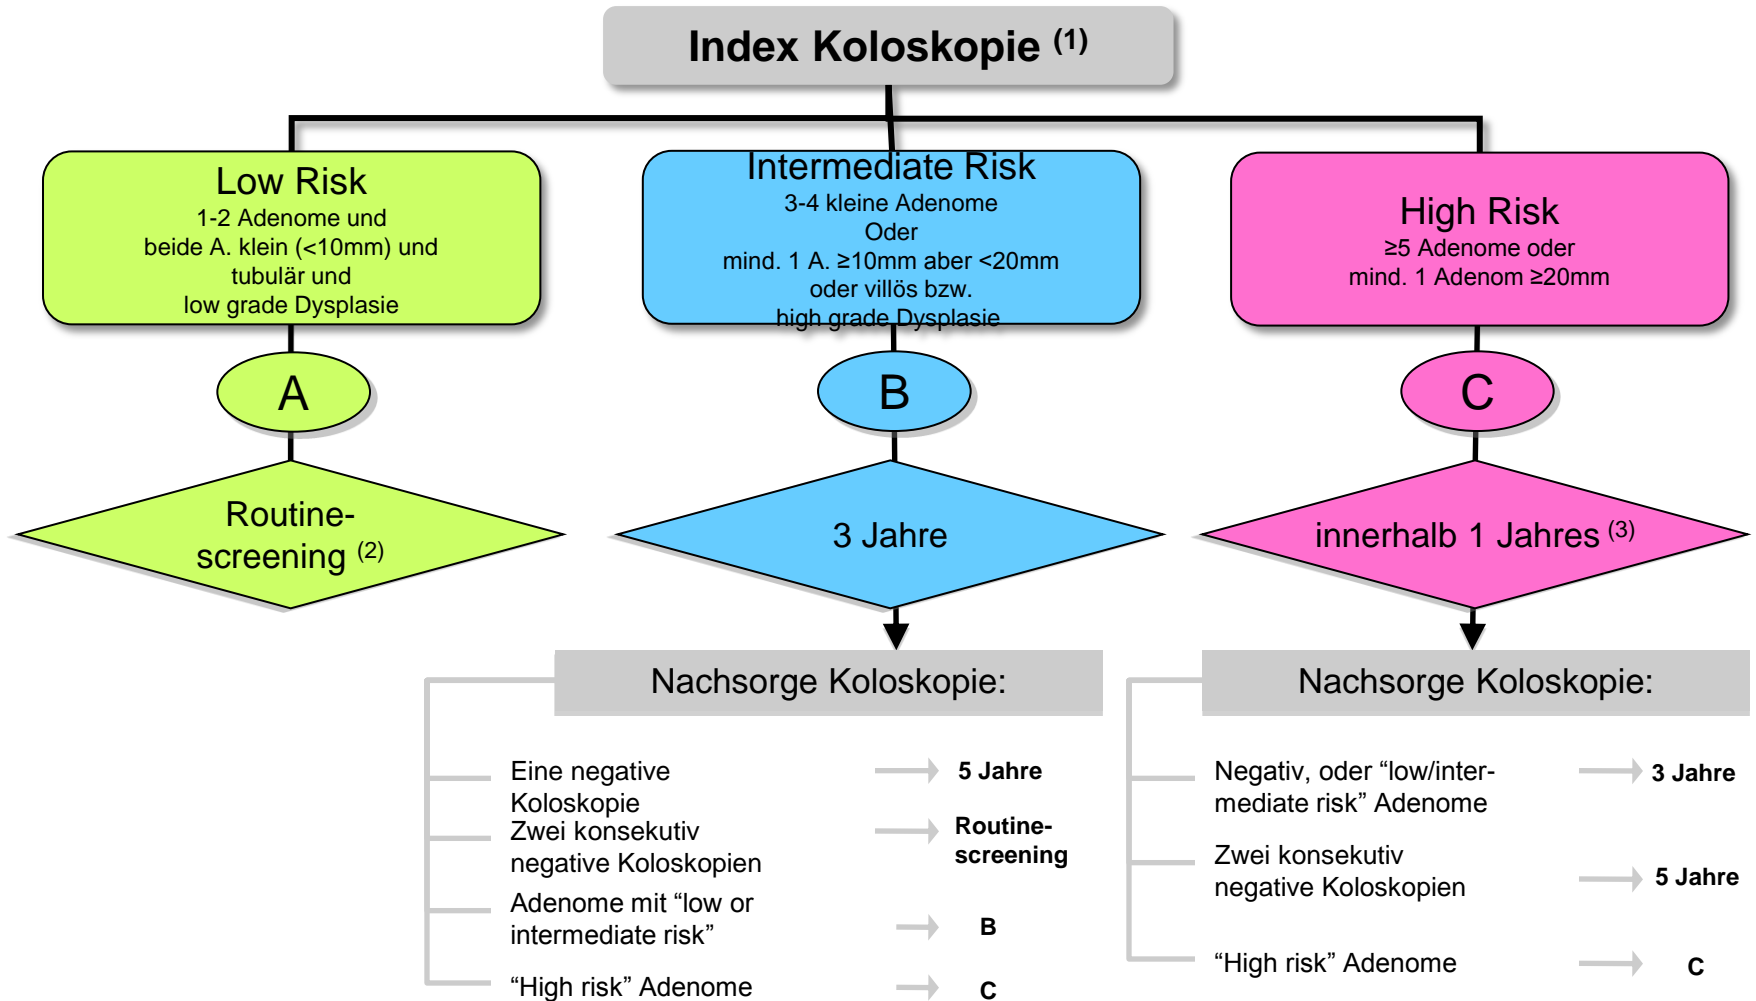 Index Koloskopie (1)
Low Risk
1-2 Adenome und
beide A. klein (<10mm) und
tubulär und
low grade Dysplasie
Intermediate Risk
3-4 kleine Adenome
Oder
mind. 1 A. ≥10mm aber <20mm
oder villös bzw.
high grade Dysplasie
High Risk
≥5 Adenome oder
mind. 1 Adenom ≥20mm
A
B
C
Routine-
screening (2)
3 Jahre
innerhalb 1 Jahres (3)
Nachsorge Koloskopie:
Eine negative
Koloskopie
5 Jahre
Zwei konsekutiv
negative Koloskopien
Routine-
screening
Adenome mit “low or
intermediate risk”
B
“High risk” Adenome
C
Nachsorge Koloskopie:
Negativ, oder “low/inter-
mediate risk” Adenome
3 Jahre
Zwei konsekutiv
negative Koloskopien
5 Jahre
“High risk” Adenome
C